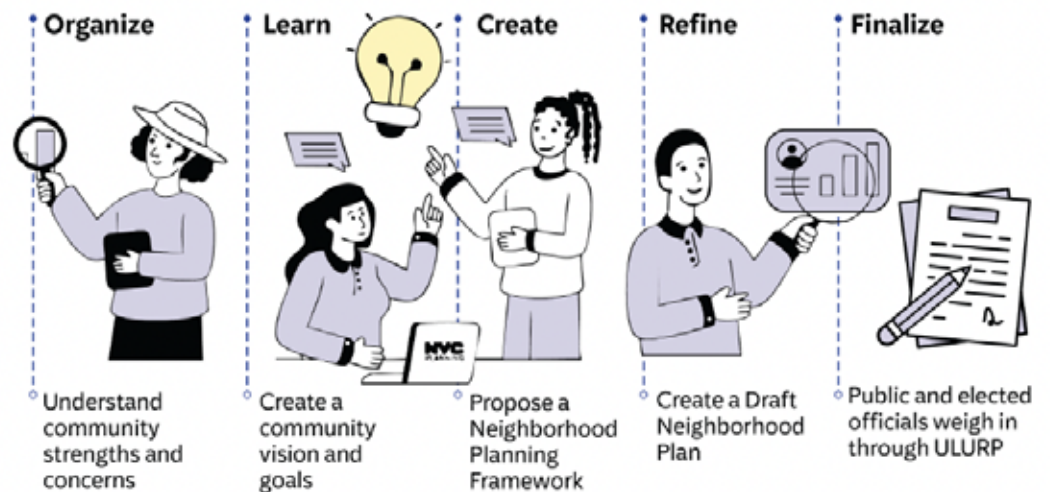 Organize
Understand
community
strengths and
concerns
Learn
Create a
community
vision and
goals
Create
Propose a
Neighborhood
Planning
Framework
Refine
Create a Draft
Neighborhood
Plan
Finalize
Public and elected
officials weigh in
through ULURP
NYC
PLANNING